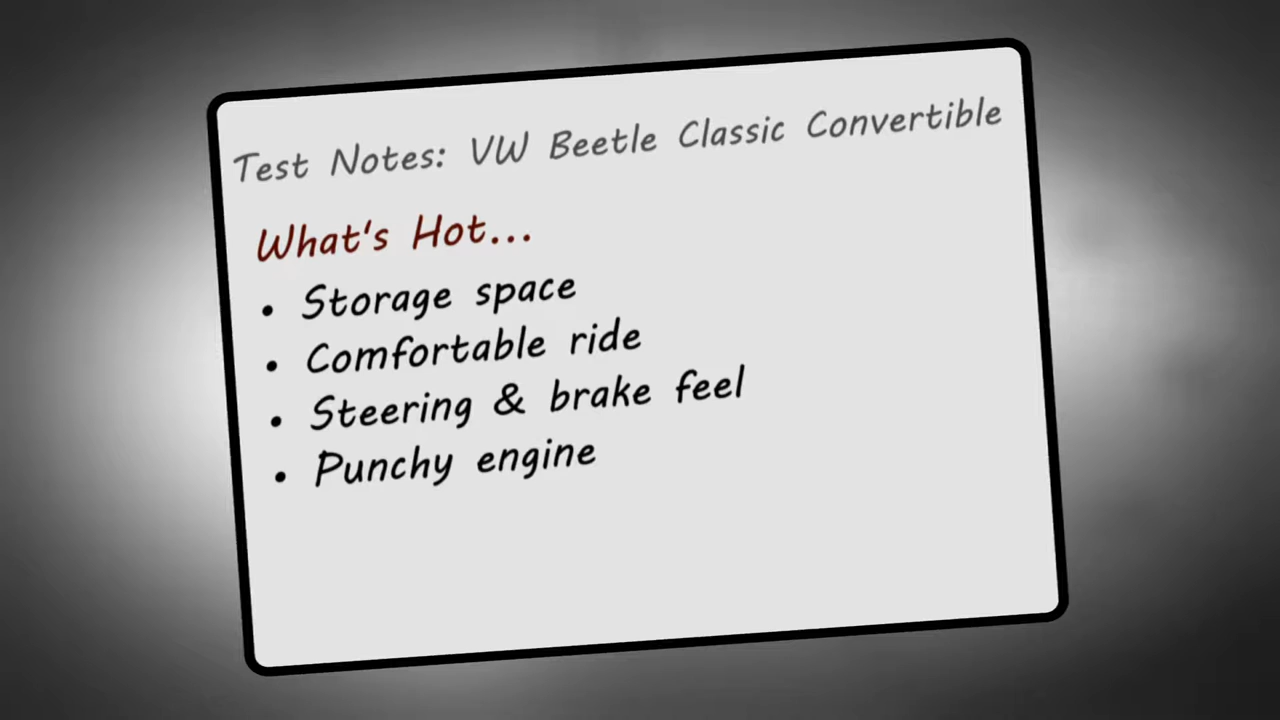 Test Notes: VW Beetle Classic Convertible
What's Hot...
• Storage space
• Comfortable ride
• Steering & brake feel
• Punchy engine